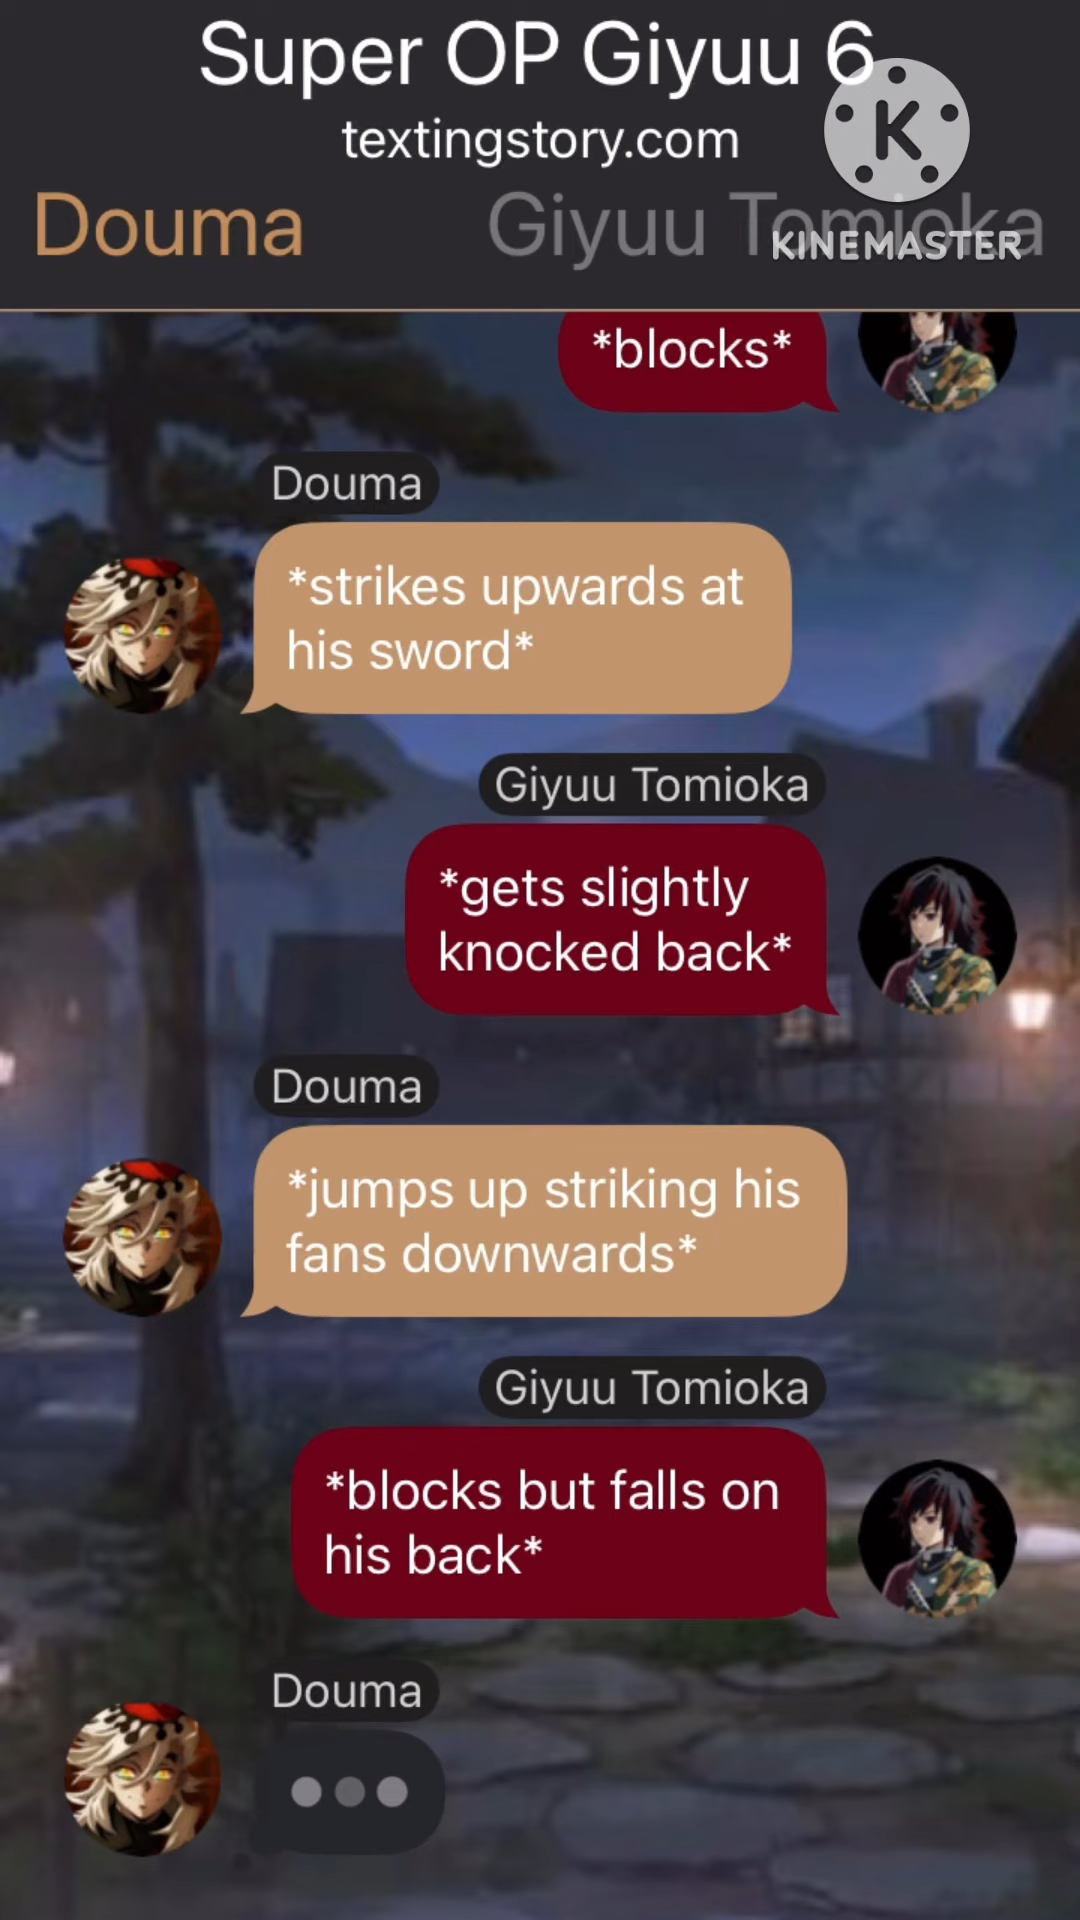 Super OP Giyuu 6
textingstory.com
Douma
Giyuu Tomioka
K
KINEMASTER
*blocks*
Douma
*strikes upwards at
his sword*
Giyuu Tomioka
*gets slightly
knocked back*
Douma
*jumps up striking his
fans downwards*
Giyuu Tomioka
*blocks but falls on
his back*
Douma